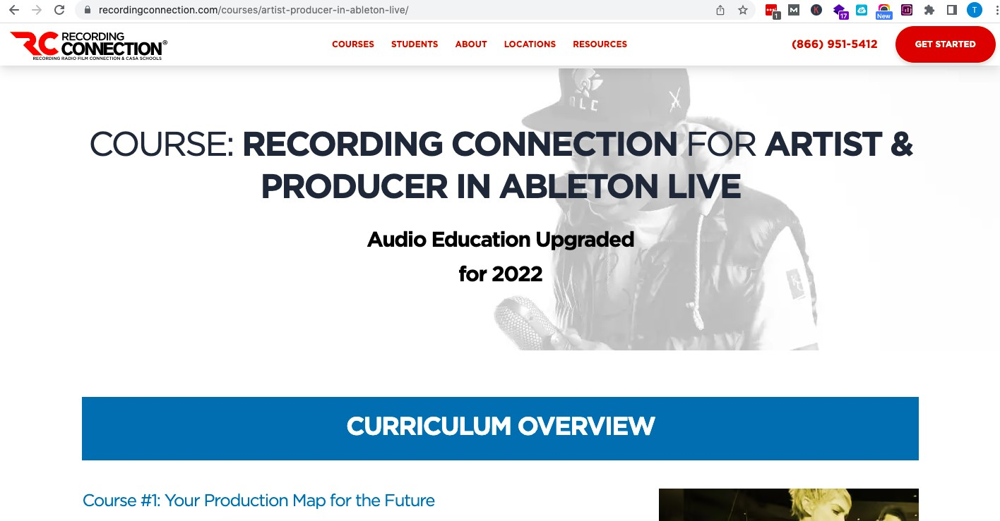 recordingconnection.com/courses/artist-producer-in-ableton-live/
1
17
New
T
RC RECORDING CONNECTION®
RECORDING RADIO FILM CONNECTION & CASA SCHOOLS
COURSES STUDENTS ABOUT LOCATIONS RESOURCES (866) 951-5412 GET STARTED
COURSE: RECORDING CONNECTION FOR ARTIST &
PRODUCER IN ABLETON LIVE
Audio Education Upgraded
for 2022
CURRICULUM OVERVIEW
Course #1: Your Production Map for the Future